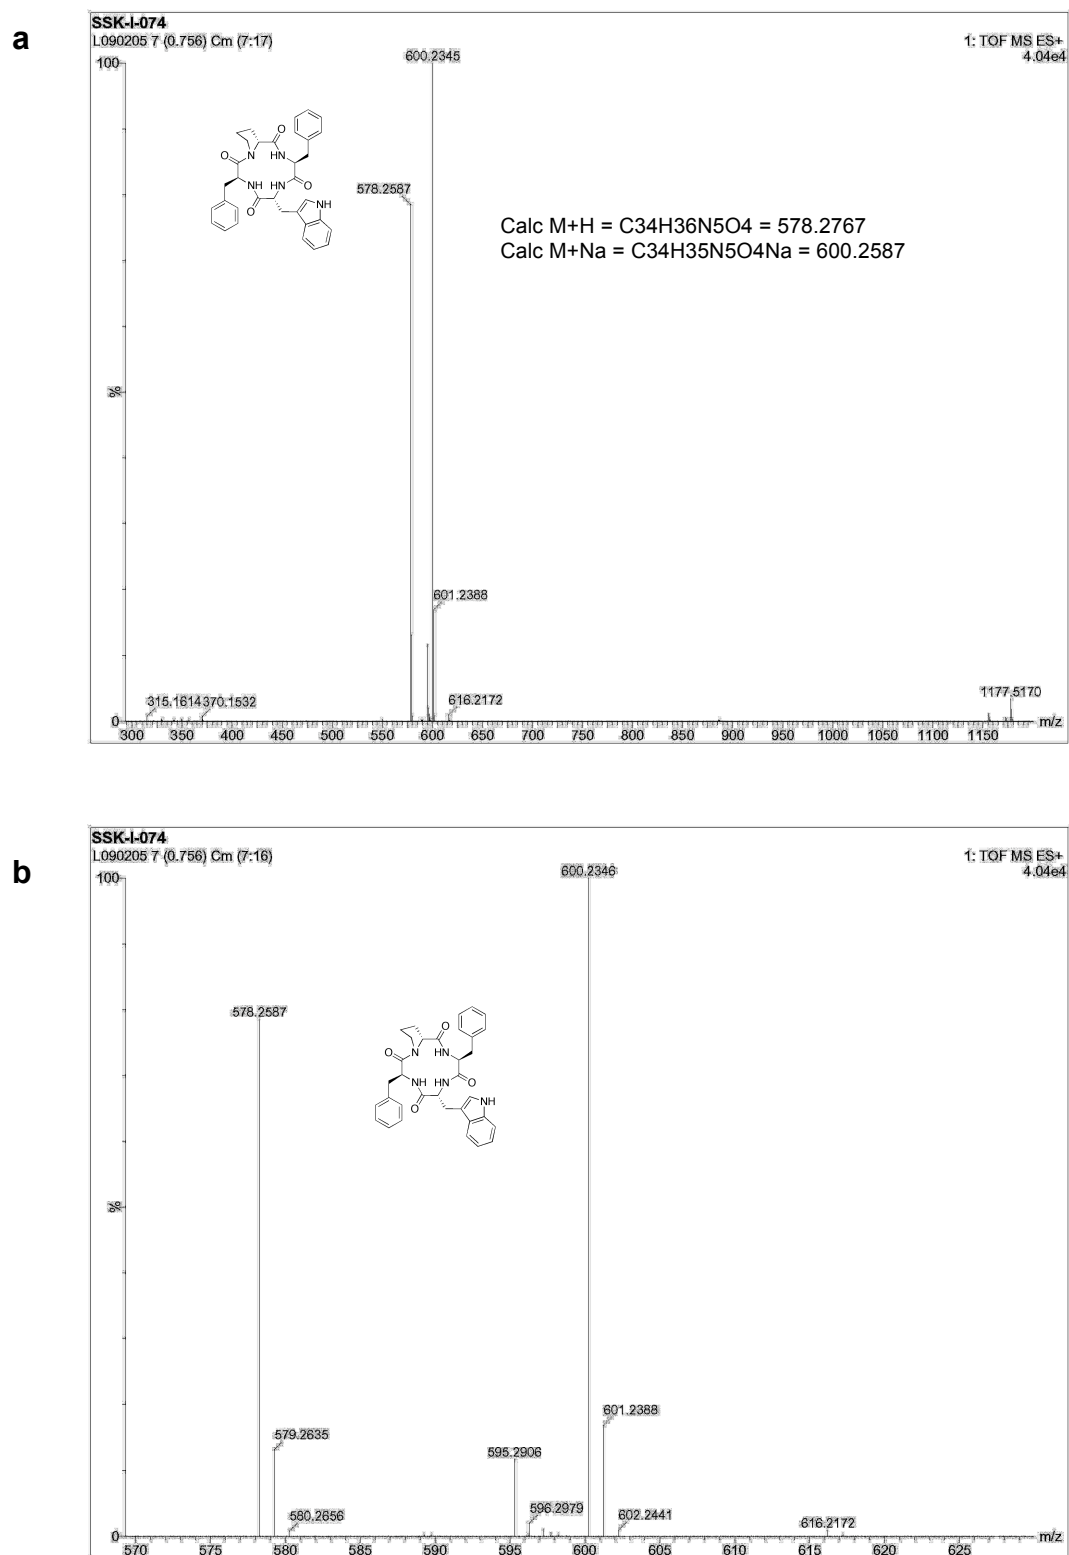 a
SSK-I-074
L090205 7 (0.756) Cm (7:17)
1: TOF MS ES+
4.04e4
100
600.2345
578.2587
O
N
O
HN
NH HN
O
O
NH
Calc M+H = C34H36N5O4 = 578.2767
Calc M+Na = C34H35N5O4Na = 600.2587
%
601.2388
315.1614 370.1532
616.2172
1177.5170
0
m/z
300 350 400 450 500 550 600 650 700 750 800 850 900 950 1000 1050 1100 1150
b
SSK-I-074
L090205 7 (0.756) Cm (7:16)
1: TOF MS ES+
4.04e4
100
600.2346
578.2587
O
O
N
HN
NH HN
O
O
NH
%
601.2388
579.2635
595.2906
580.2656
596.2979
602.2441
616.2172
0
m/z
570 575 580 585 590 595 600 605 610 615 620 625